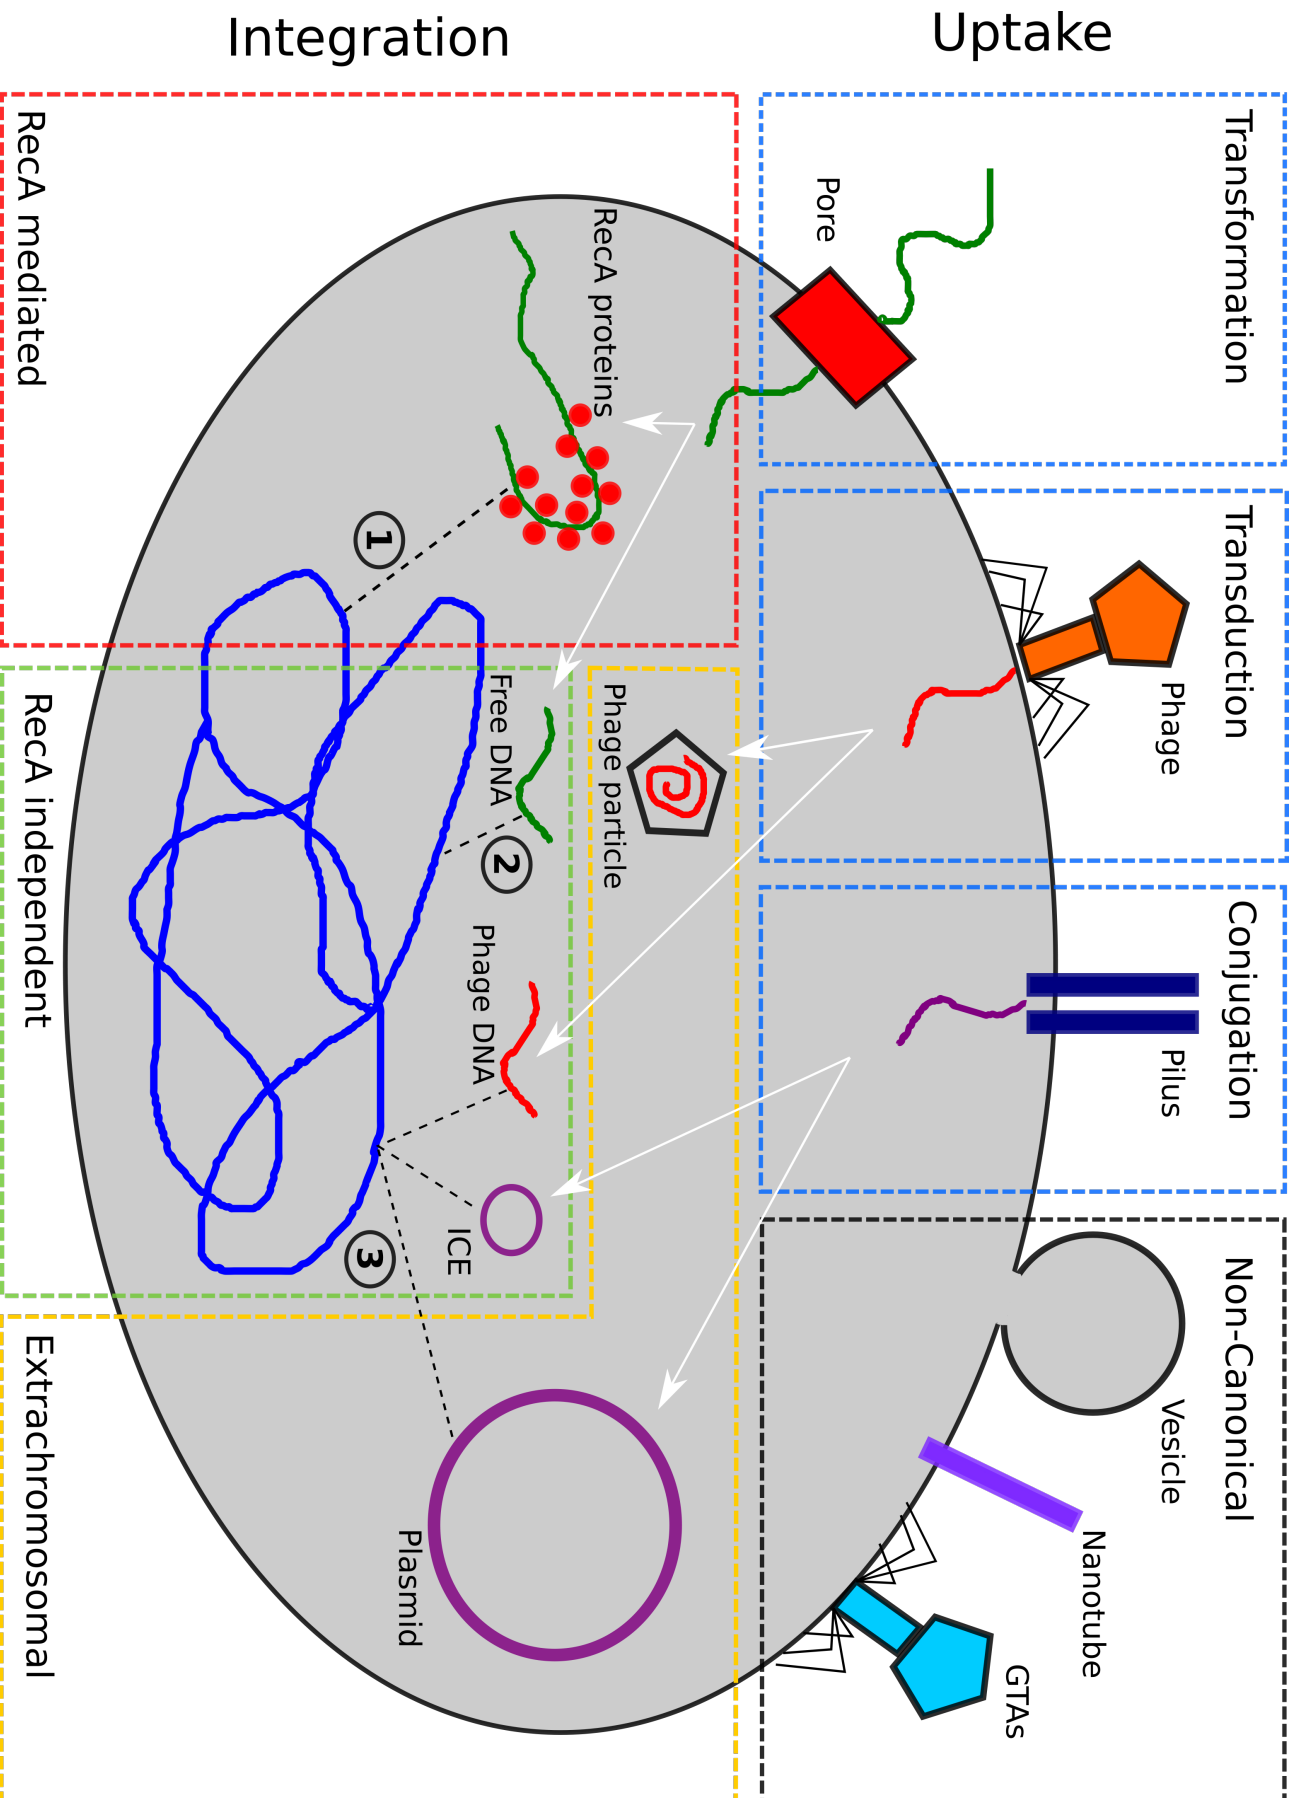 Uptake
Integration
Transformation
Pore
Transduction
Phage
Conjugation
Pilus
Non-Canonical
Vesicle
Nanotube
GTAs
RecA mediated
RecA proteins
1
Phage particle
RecA independent
Free DNA
2
Phage DNA
ICE
3
Extrachromosomal
Plasmid